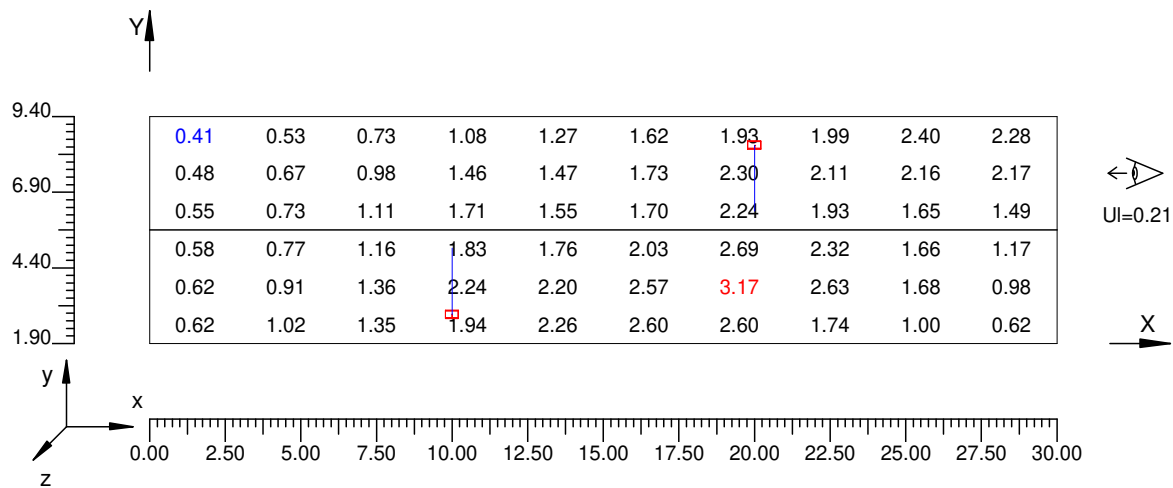 Y
9.40
0.41 0.53 0.73 1.08 1.27 1.62 1.93 1.99 2.40 2.28
0.48 0.67 0.98 1.46 1.47 1.73 2.30 2.11 2.16 2.17
6.90
0.55 0.73 1.11 1.71 1.55 1.70 2.24 1.93 1.65 1.49
Ul=0.21
0.58 0.77 1.16 1.83 1.76 2.03 2.69 2.32 1.66 1.17
4.40
0.62 0.91 1.36 2.24 2.20 2.57 3.17 2.63 1.68 0.98
0.62 1.02 1.35 1.94 2.26 2.60 2.60 1.74 1.00 0.62
X
1.90
y
x
z
0.00 2.50 5.00 7.50 10.00 12.50 15.00 17.50 20.00 22.50 25.00 27.50 30.00